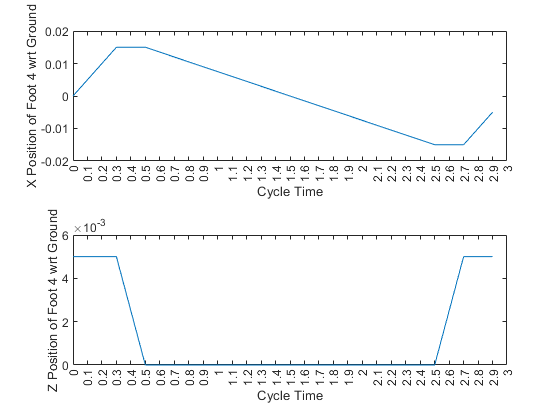 X Position of Foot 4 wrt Ground
0.02
0.01
0
-0.01
-0.02
0 0.1 0.2 0.3 0.4 0.5 0.6 0.7 0.8 0.9 1 1.1 1.2 1.3 1.4 1.5 1.6 1.7 1.8 1.9 2 2.1 2.2 2.3 2.4 2.5 2.6 2.7 2.8 2.9 3
Cycle Time
Z Position of Foot 4 wrt Ground
×10-3
6
4
2
0
0 0.1 0.2 0.3 0.4 0.5 0.6 0.7 0.8 0.9 1 1.1 1.2 1.3 1.4 1.5 1.6 1.7 1.8 1.9 2 2.1 2.2 2.3 2.4 2.5 2.6 2.7 2.8 2.9 3
Cycle Time